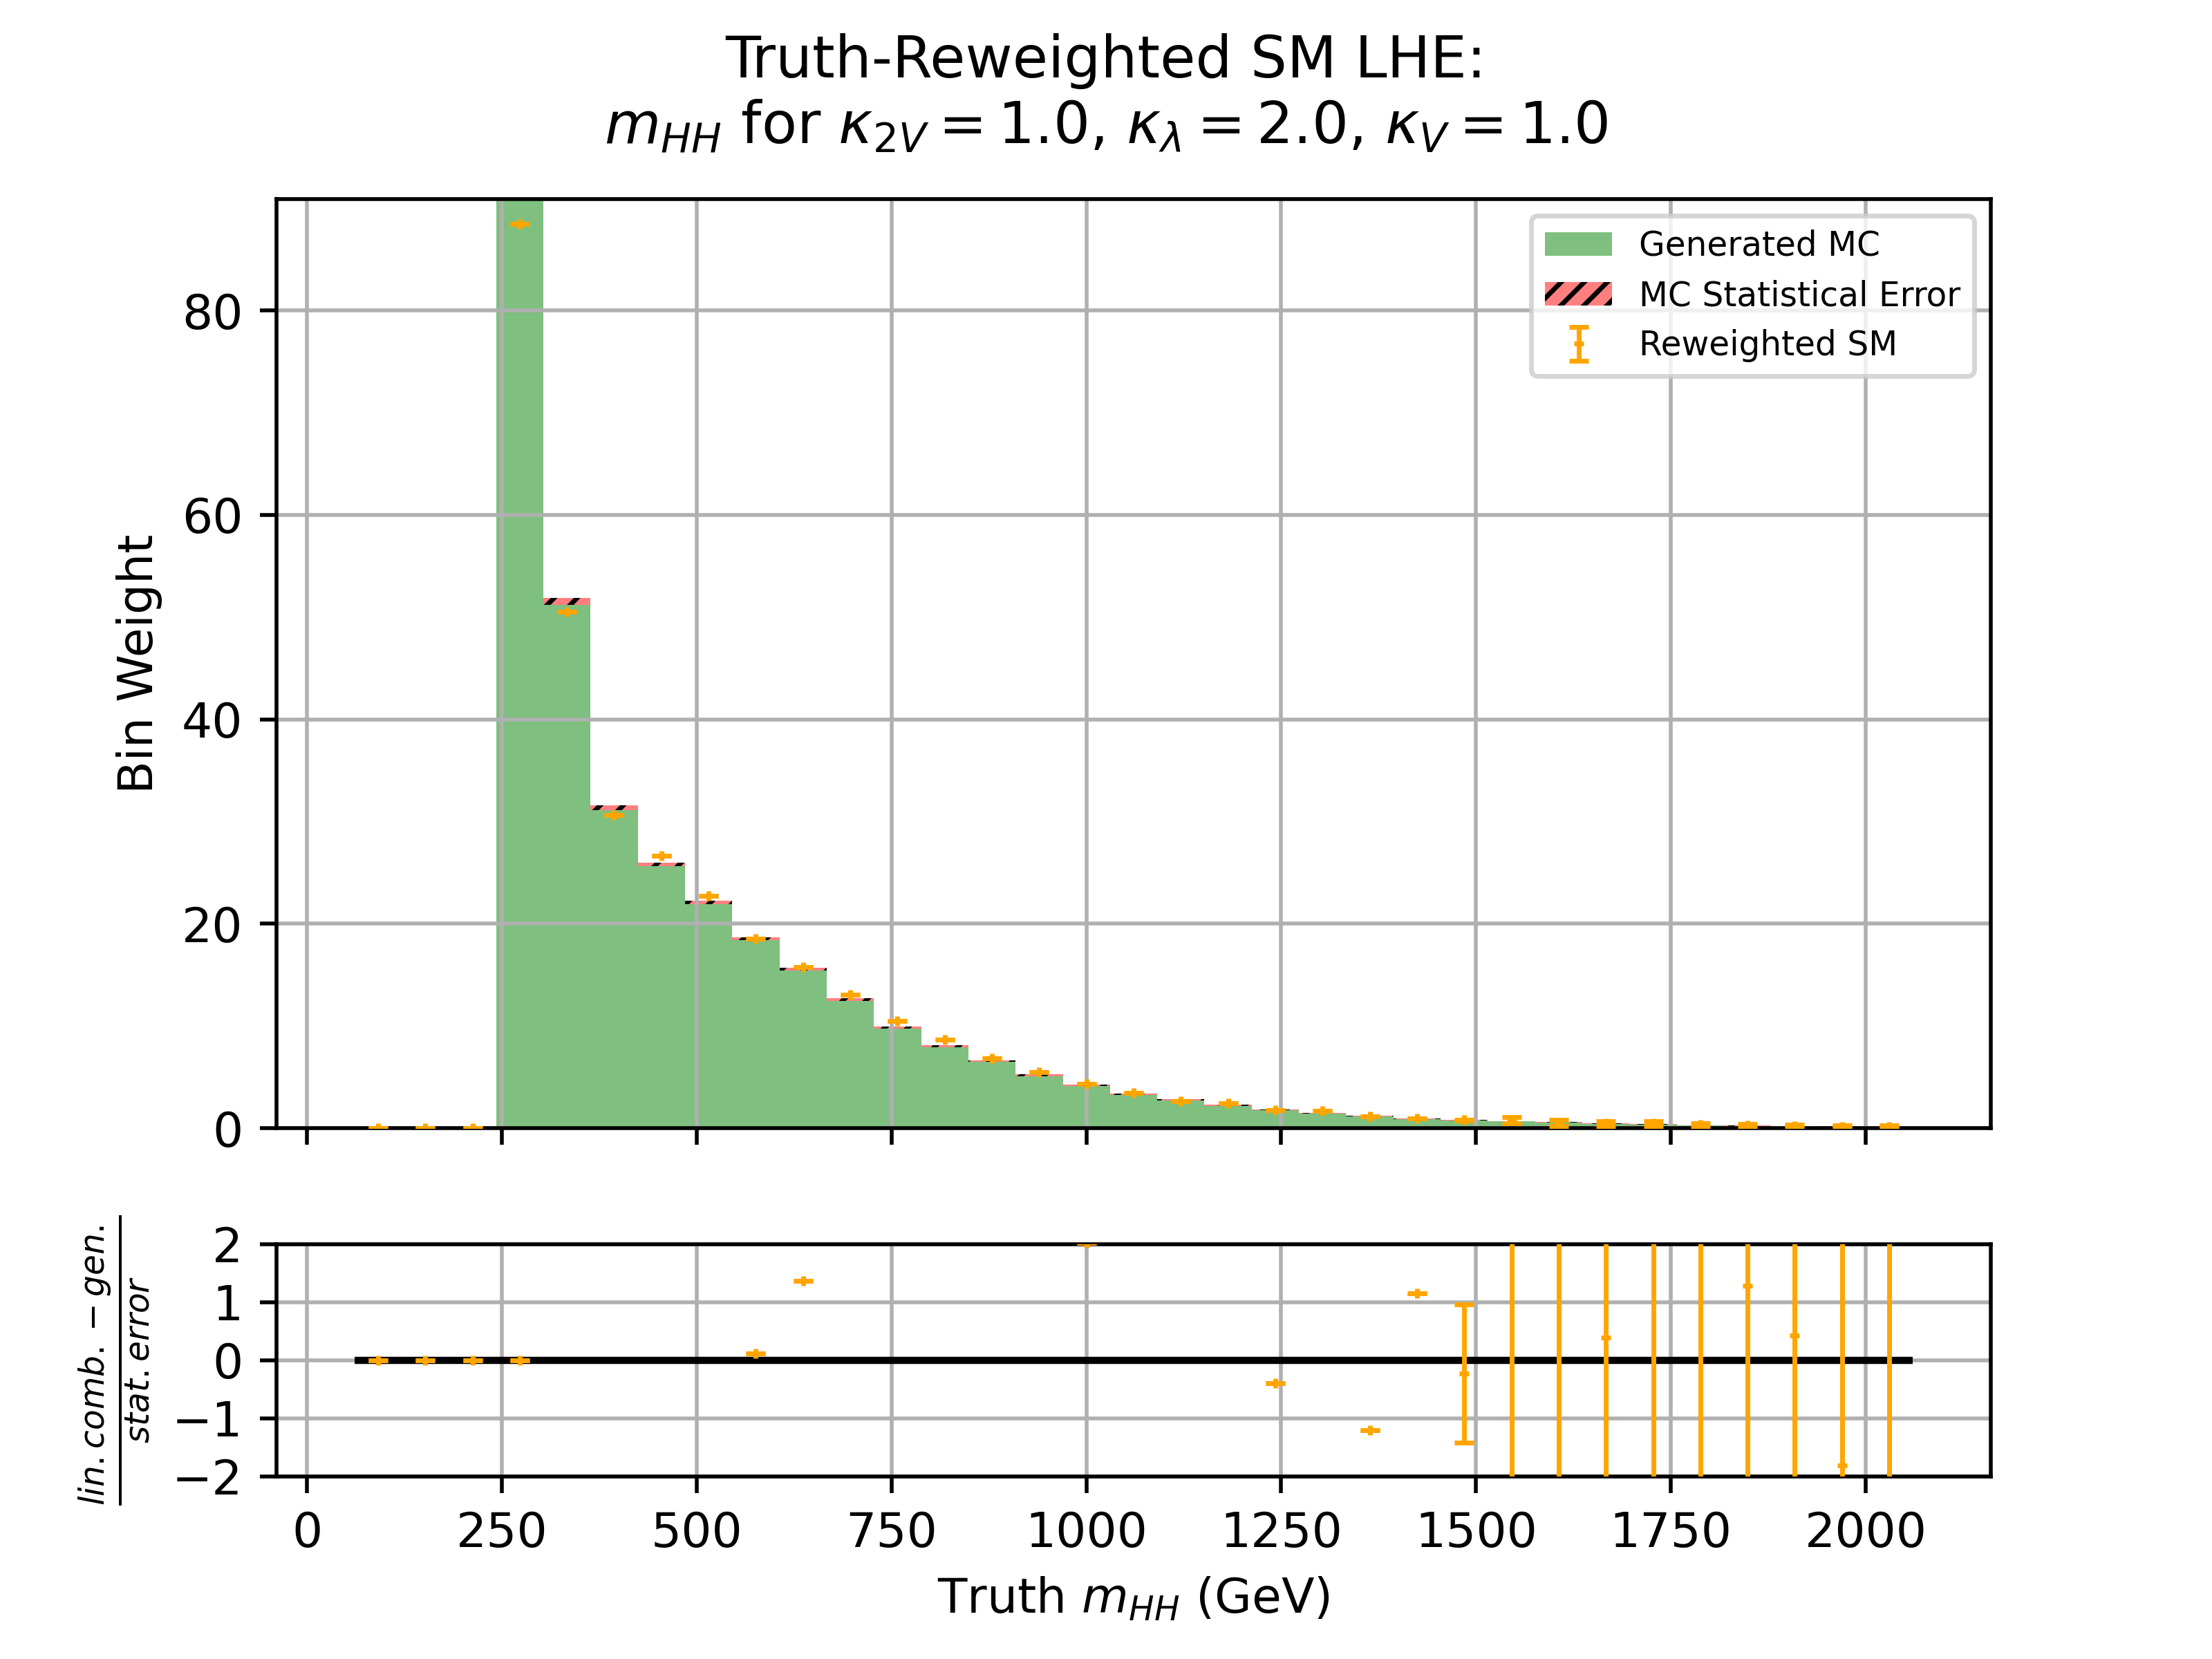 Truth-Reweighted SM LHE:
m_HH for κ_2V = 1.0, κ_λ = 2.0, κ_V = 1.0
Generated MC
MC Statistical Error
Reweighted SM
Bin Weight
80
60
40
20
0
lin. comb. − gen.
stat. error
2
1
0
−1
−2
0 250 500 750 1000 1250 1500 1750 2000
Truth m_HH (GeV)